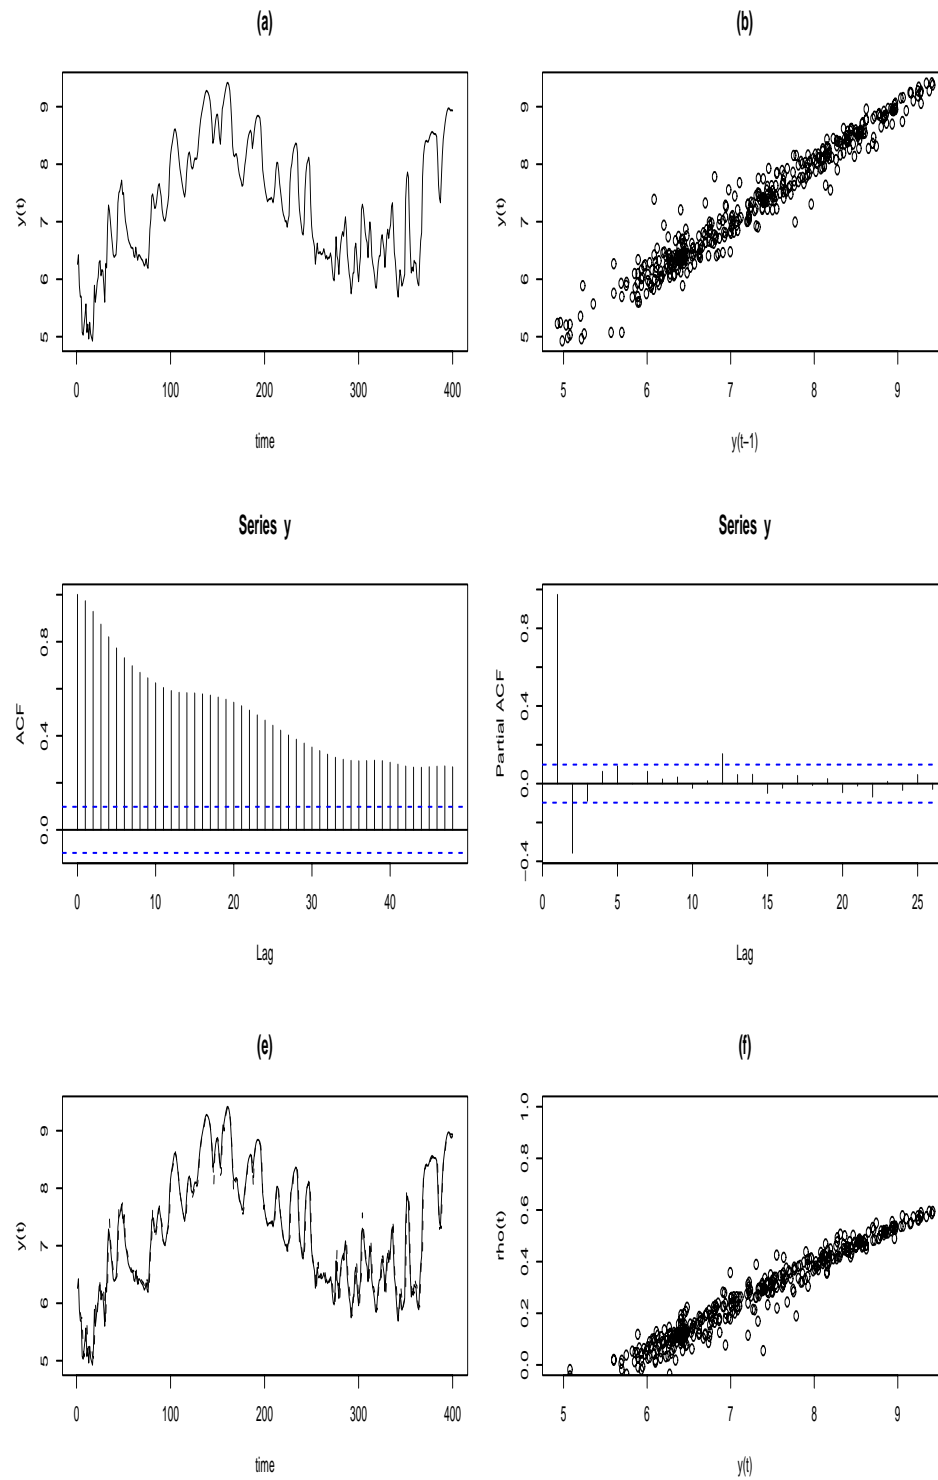 (a)
y(t)
9
8
7
6
5
0 100 200 300 400
time
(b)
y(t)
9
8
7
6
5
5 6 7 8 9
y(t−1)
Series y
ACF
0.8
0.4
0.0
0 10 20 30 40
Lag
Series y
Partial ACF
0.8
0.4
0.0
−0.4
0 5 10 15 20 25
Lag
(e)
y(t)
9
8
7
6
5
0 100 200 300 400
time
(f)
rho(t)
1.0
0.8
0.6
0.4
0.2
0.0
5 6 7 8 9
y(t)